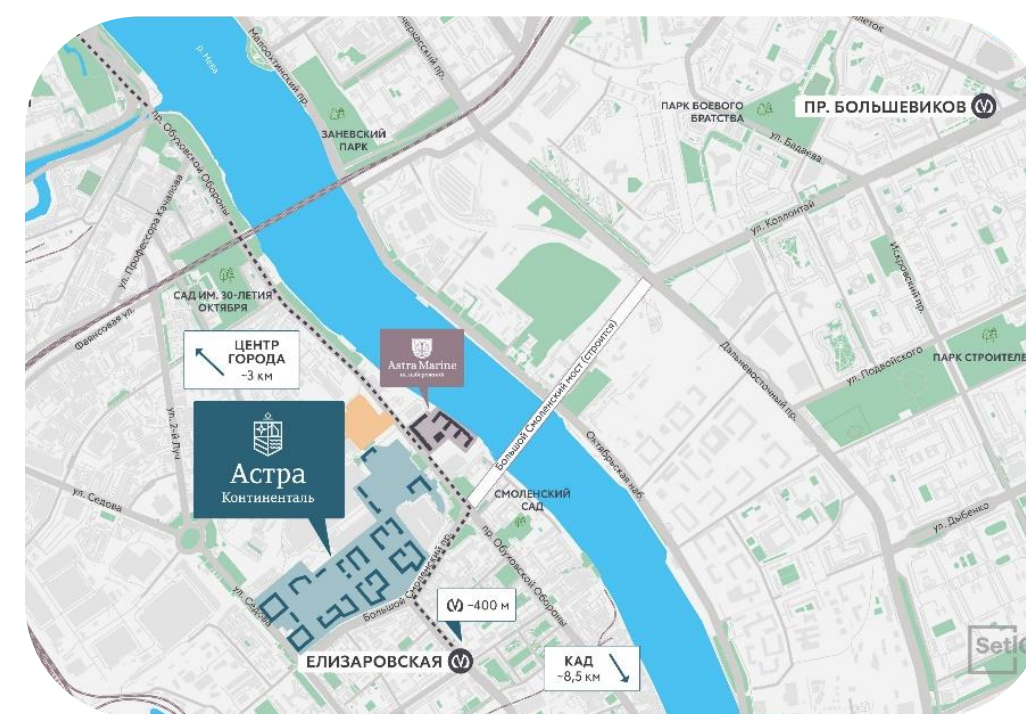 р. Нева
Малоохтинский пр.
ПАРК БОЕВОГО
БРАТСТВА
ПР. БОЛЬШЕВИКОВ
ул. Бадаева
ЗАНЕВСКИЙ
ПАРК
пр. Обуховской Обороны
ул. Профессора Качалова
ул. Коллонтай
Искровский пр.
САД ИМ. 30-ЛЕТИЯ
ОКТЯБРЯ
Фаянсовая ул.
ЦЕНТР
ГОРОДА
~3 км
Astra Marine
на набережной
Большой Смоленский мост (строится)
Дальневосточный пр.
ул. Подвойского
ПАРК СТРОИТЕЛЕ
ул. 2-й Луч
Астра
Континенталь
Октябрьская наб.
ул. Седова
СМОЛЕНСКИЙ
САД
ул. Дыбенко
пр. Обуховской Обороны
Большой Смоленский пр.
ул. Седова
~400 м
ЕЛИЗАРОВСКАЯ
КАД
~8,5 км